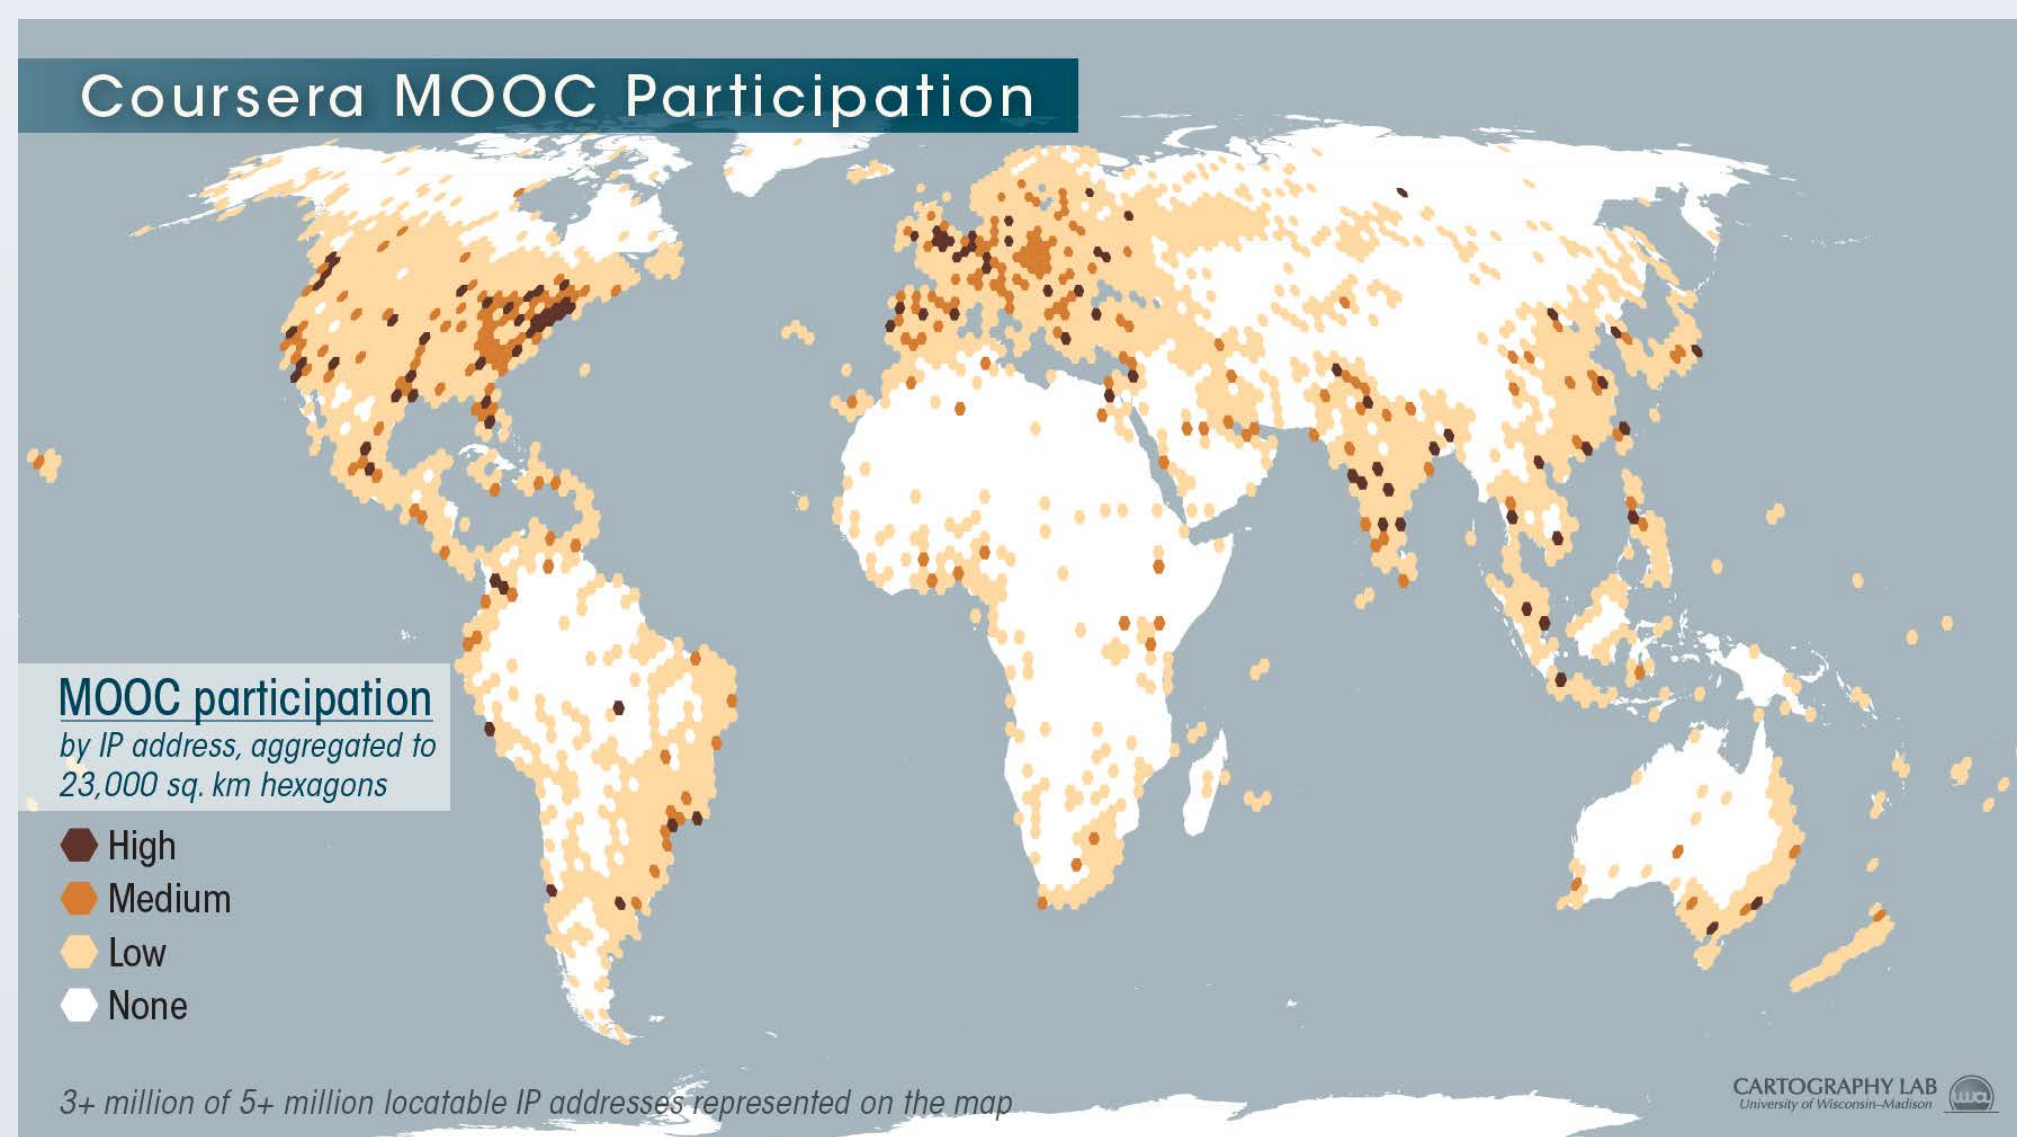 Coursera MOOC Participation
MOOC participation
by IP address, aggregated to
23,000 sq. km hexagons
High
Medium
Low
None
3+ million of 5+ million locatable IP addresses represented on the map
CARTOGRAPHY LAB
University of Wisconsin–Madison